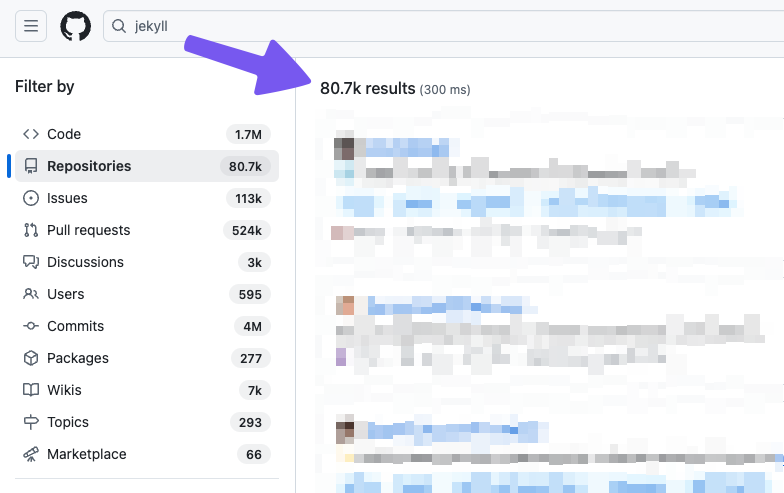 jekyll
Filter by
Code 1.7M
Repositories 80.7k
Issues 113k
Pull requests 524k
Discussions 3k
Users 595
Commits 4M
Packages 277
Wikis 7k
Topics 293
Marketplace 66
80.7k results (300 ms)